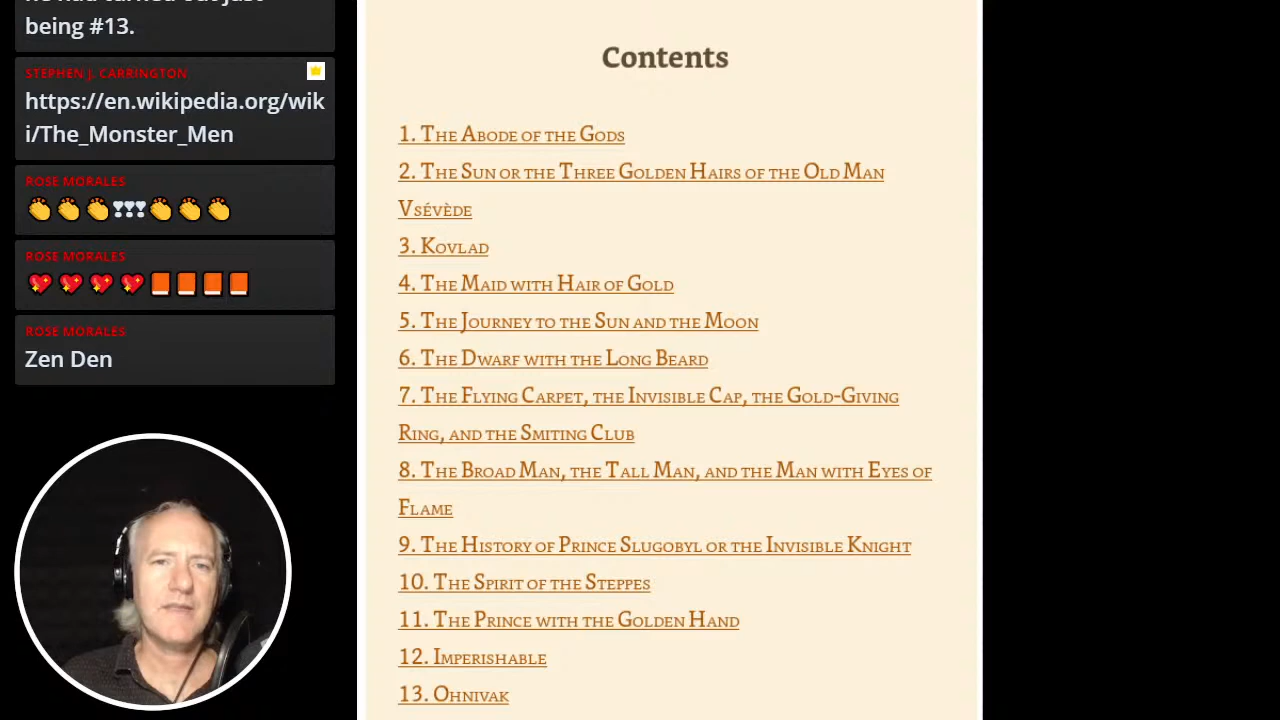 being #13.
STEPHEN J. CARRINGTON
https://en.wikipedia.org/wik
i/The_Monster_Men
ROSE MORALES
ROSE MORALES
ROSE MORALES
Zen Den
Contents
1. The Abode of the Gods
2. The Sun or the Three Golden Hairs of the Old Man
Vsévède
3. Kovlad
4. The Maid with Hair of Gold
5. The Journey to the Sun and the Moon
6. The Dwarf with the Long Beard
7. The Flying Carpet, the Invisible Cap, the Gold-Giving
Ring, and the Smiting Club
8. The Broad Man, the Tall Man, and the Man with Eyes of
Flame
9. The History of Prince Slugobyl or the Invisible Knight
10. The Spirit of the Steppes
11. The Prince with the Golden Hand
12. Imperishable
13. Ohnivak